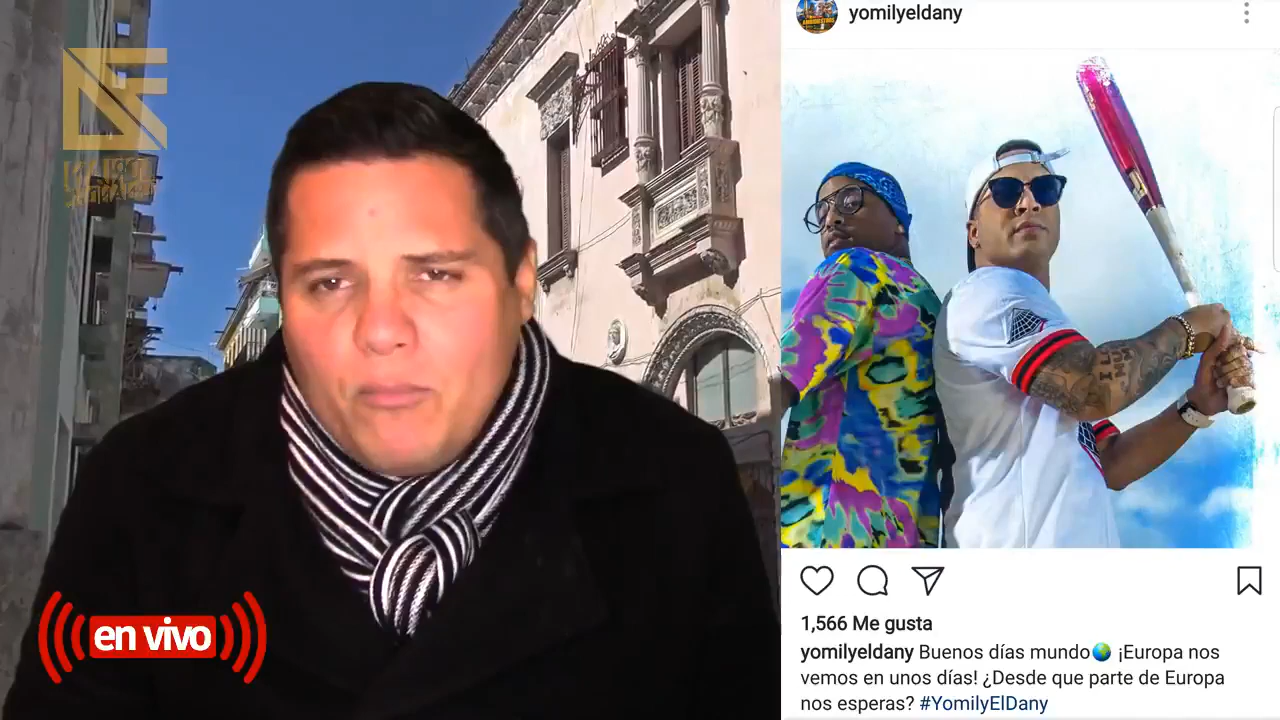 yomilyeldany
en vivo
1,566 Me gusta
yomilyeldany Buenos días mundo🌍 ¡Europa nos
vemos en unos días! ¿Desde que parte de Europa
nos esperas? #YomilyElDany